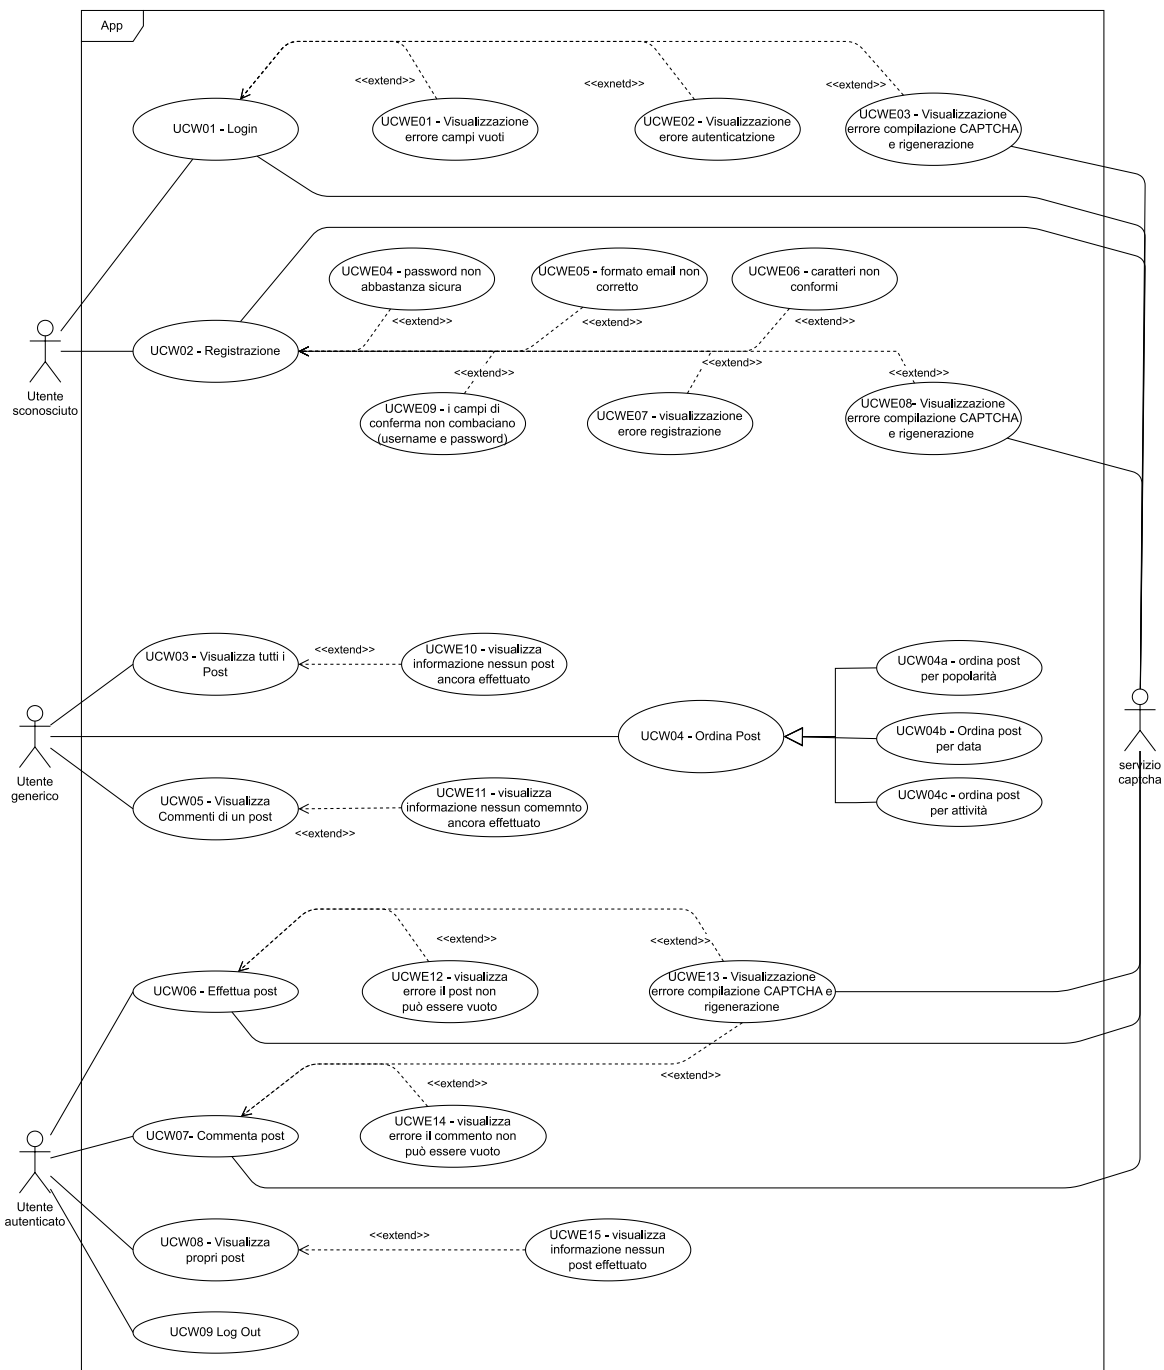 App
<<extend>>
<<exnetd>>
<<extend>>
UCW01 - Login
UCWE01 - Visualizzazione
errore campi vuoti
UCWE02 - Visualizzazione
erore autenticatzione
UCWE03 - Visualizzazione
errore compilazione CAPTCHA
e rigenerazione
UCWE04 - password non
abbastanza sicura
UCWE05 - formato email non
corretto
UCWE06 - caratteri non
conformi
<<extend>>
<<extend>>
<<extend>>
UCW02 - Registrazione
Utente
sconosciuto
<<extend>>
<<extend>>
<<extend>>
UCWE09 - i campi di
conferma non combaciano
(username e password)
UCWE07 - visualizzazione
erore registrazione
UCWE08- Visualizzazione
errore compilazione CAPTCHA
e rigenerazione
UCW03 - Visualizza tutti i
Post
<<extend>>
UCWE10 - visualizza
informazione nessun post
ancora effettuato
UCW04a - ordina post
per popolarità
UCW04 - Ordina Post
UCW04b - Ordina post
per data
Utente
generico
servizio
captcha
UCW05 - Visualizza
Commenti di un post
<<extend>>
UCWE11 - visualizza
informazione nessun comemnto
ancora effettuato
UCW04c - ordina post
per attività
<<extend>>
<<extend>>
UCW06 - Effettua post
UCWE12 - visualizza
errore il post non
può essere vuoto
UCWE13 - Visualizzazione
errore compilazione CAPTCHA e
rigenerazione
<<extend>>
<<extend>>
UCW07- Commenta post
UCWE14 - visualizza
errore il commento non
può essere vuoto
Utente
autenticato
UCW08 - Visualizza
propri post
<<extend>>
UCWE15 - visualizza
informazione nessun
post effettuato
UCW09 Log Out